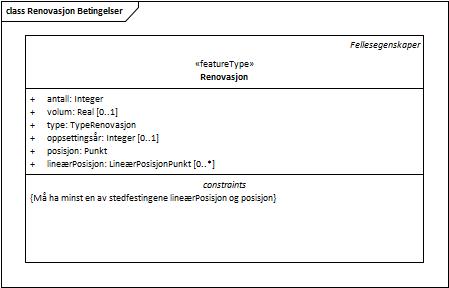 class Renovasjon Betingelser
Fellesegenskaper
«featureType»
Renovasjon
+ antall: Integer
+ volum: Real [0..1]
+ type: TypeRenovasjon
+ oppsettingsår: Integer [0..1]
+ posisjon: Punkt
+ lineærPosisjon: LineærPosisjonPunkt [0..*]
constraints
{Må ha minst en av stedfestingene lineærPosisjon og posisjon}